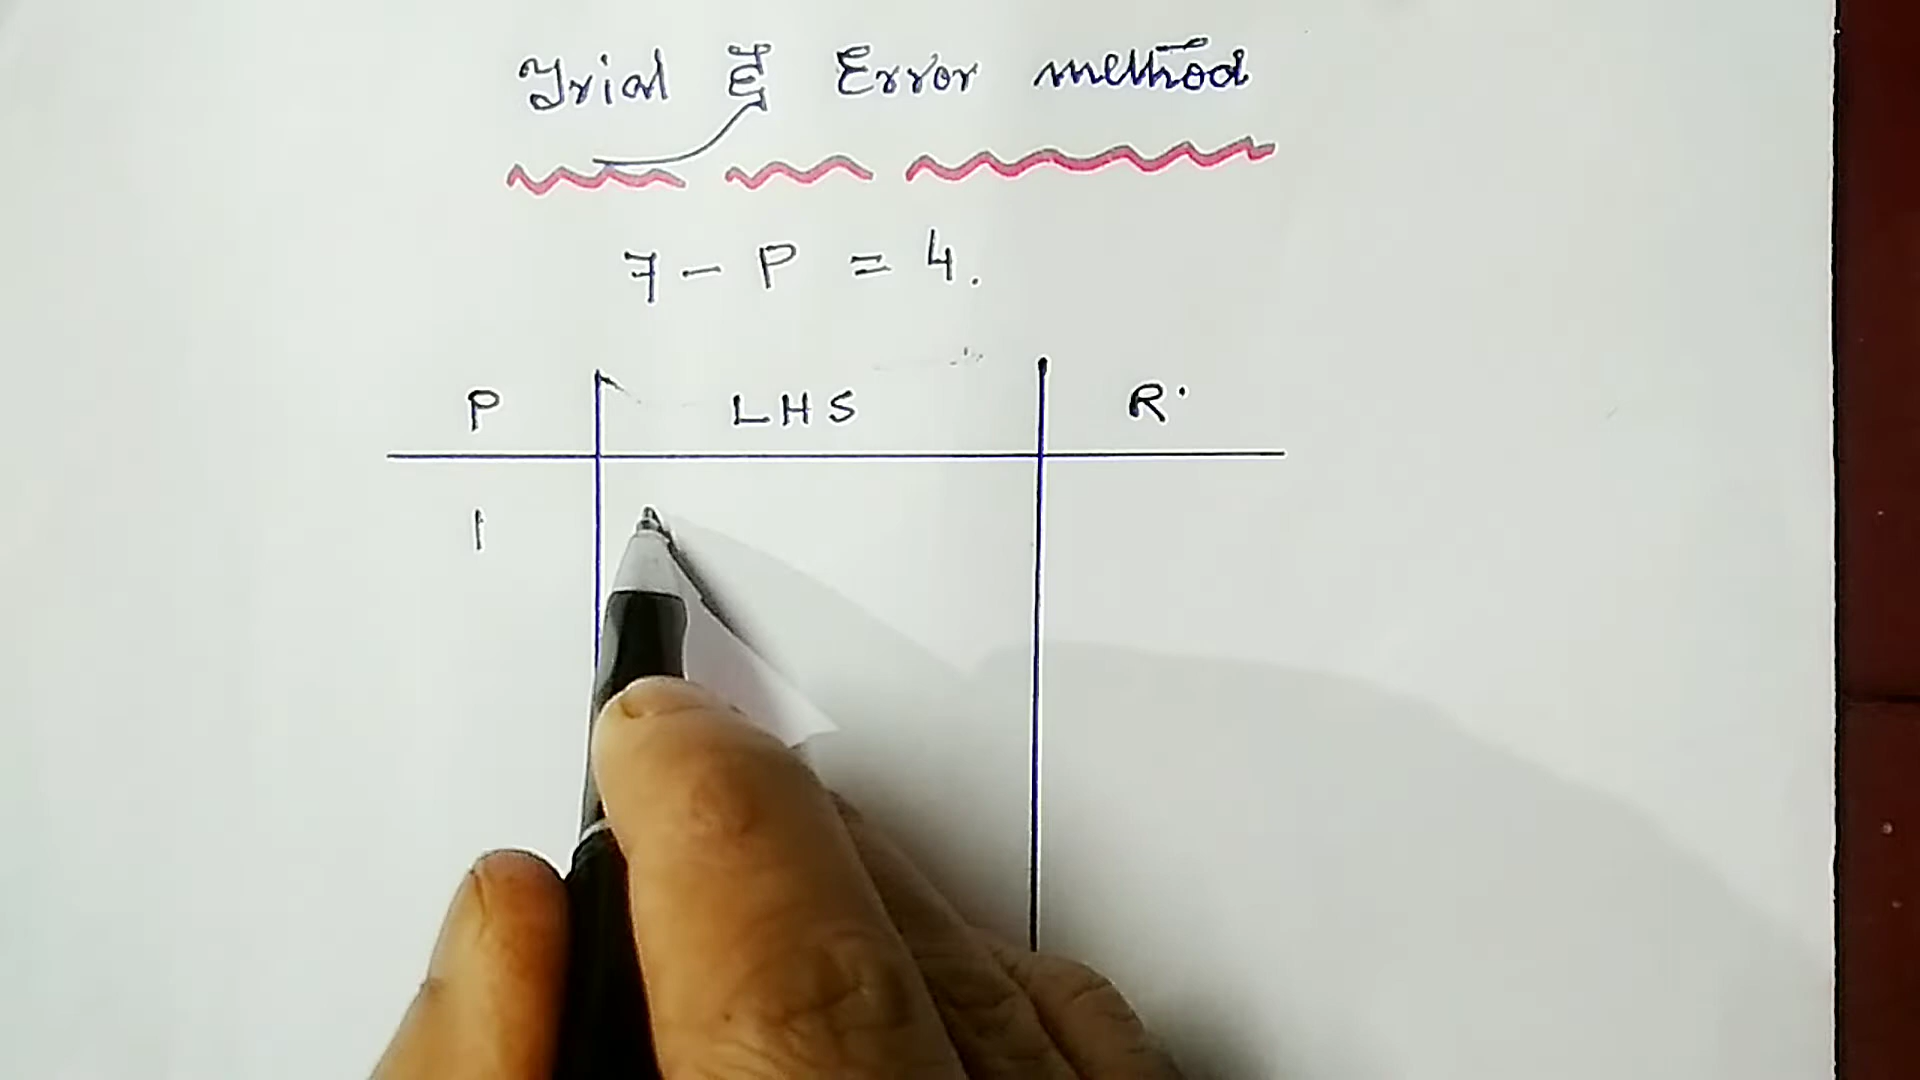 Trial & Error method
7 - P = 4.
P LHS R.
1